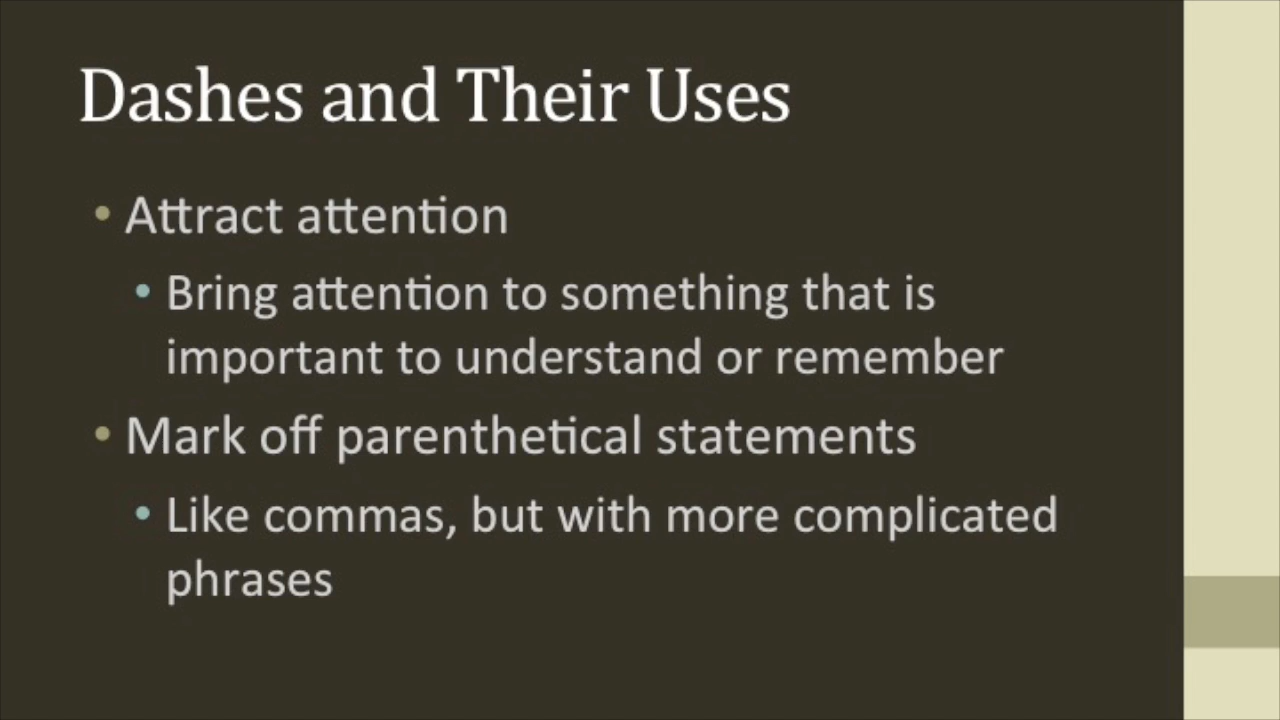 Dashes and Their Uses
• Attract attention
• Bring attention to something that is
important to understand or remember
• Mark off parenthetical statements
• Like commas, but with more complicated
phrases